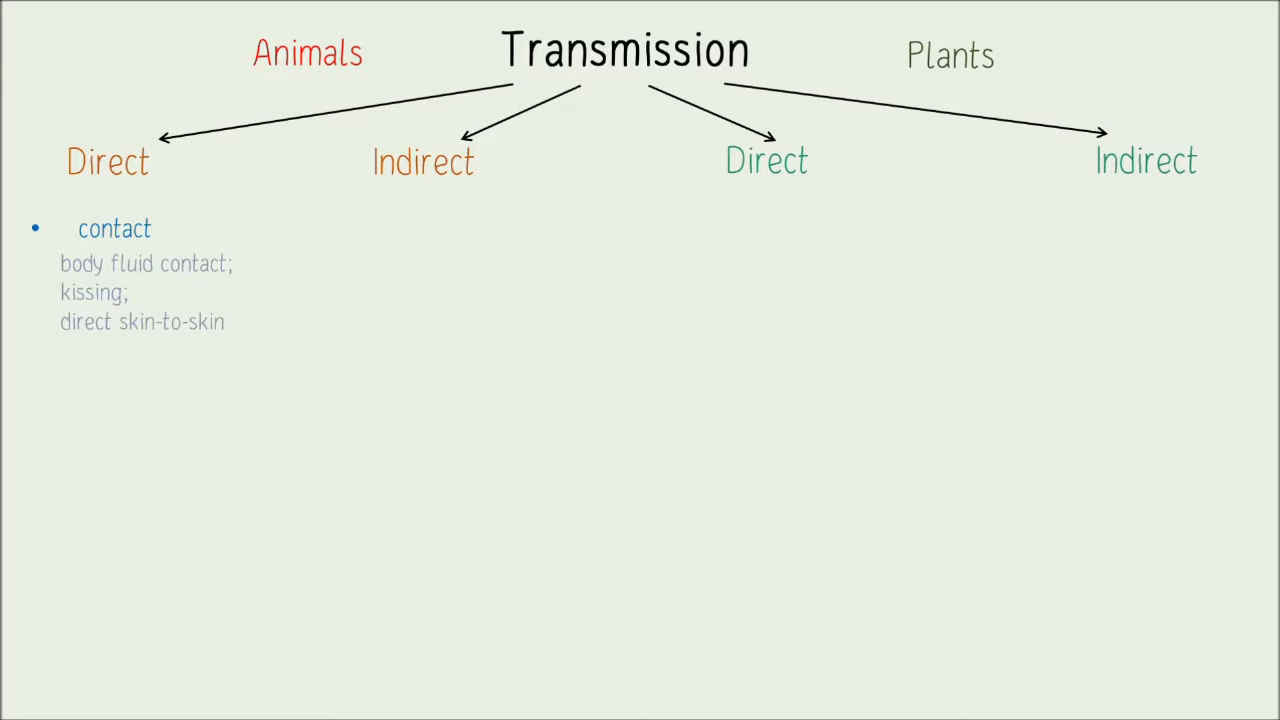 Transmission
Animals
Plants
Direct
Indirect
Direct
Indirect
• contact
body fluid contact;
kissing;
direct skin-to-skin